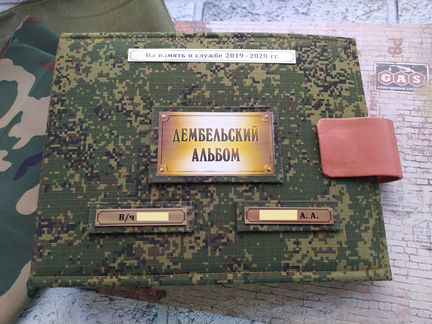 На память о службе 2019 - 2020 гг.
GAS
ДЕМБЕЛЬСКИЙ
АЛЬБОМ
В/ч
А. А.